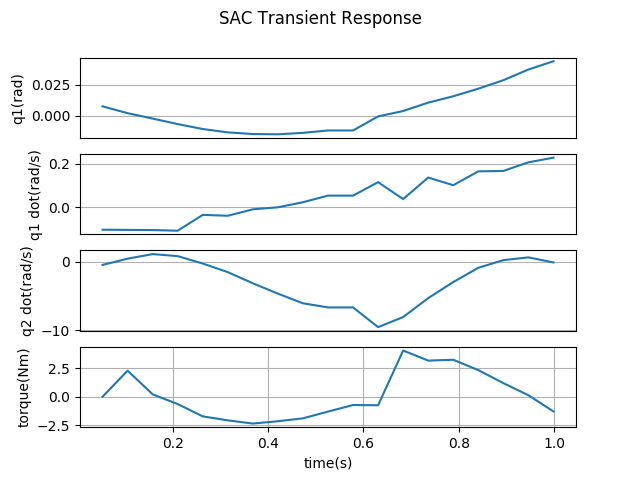 SAC Transient Response
q1(rad)
0.025
0.000
q1 dot(rad/s)
0.2
0.0
q2 dot(rad/s)
0
−10
torque(Nm)
2.5
0.0
−2.5
0.2 0.4 0.6 0.8 1.0
time(s)